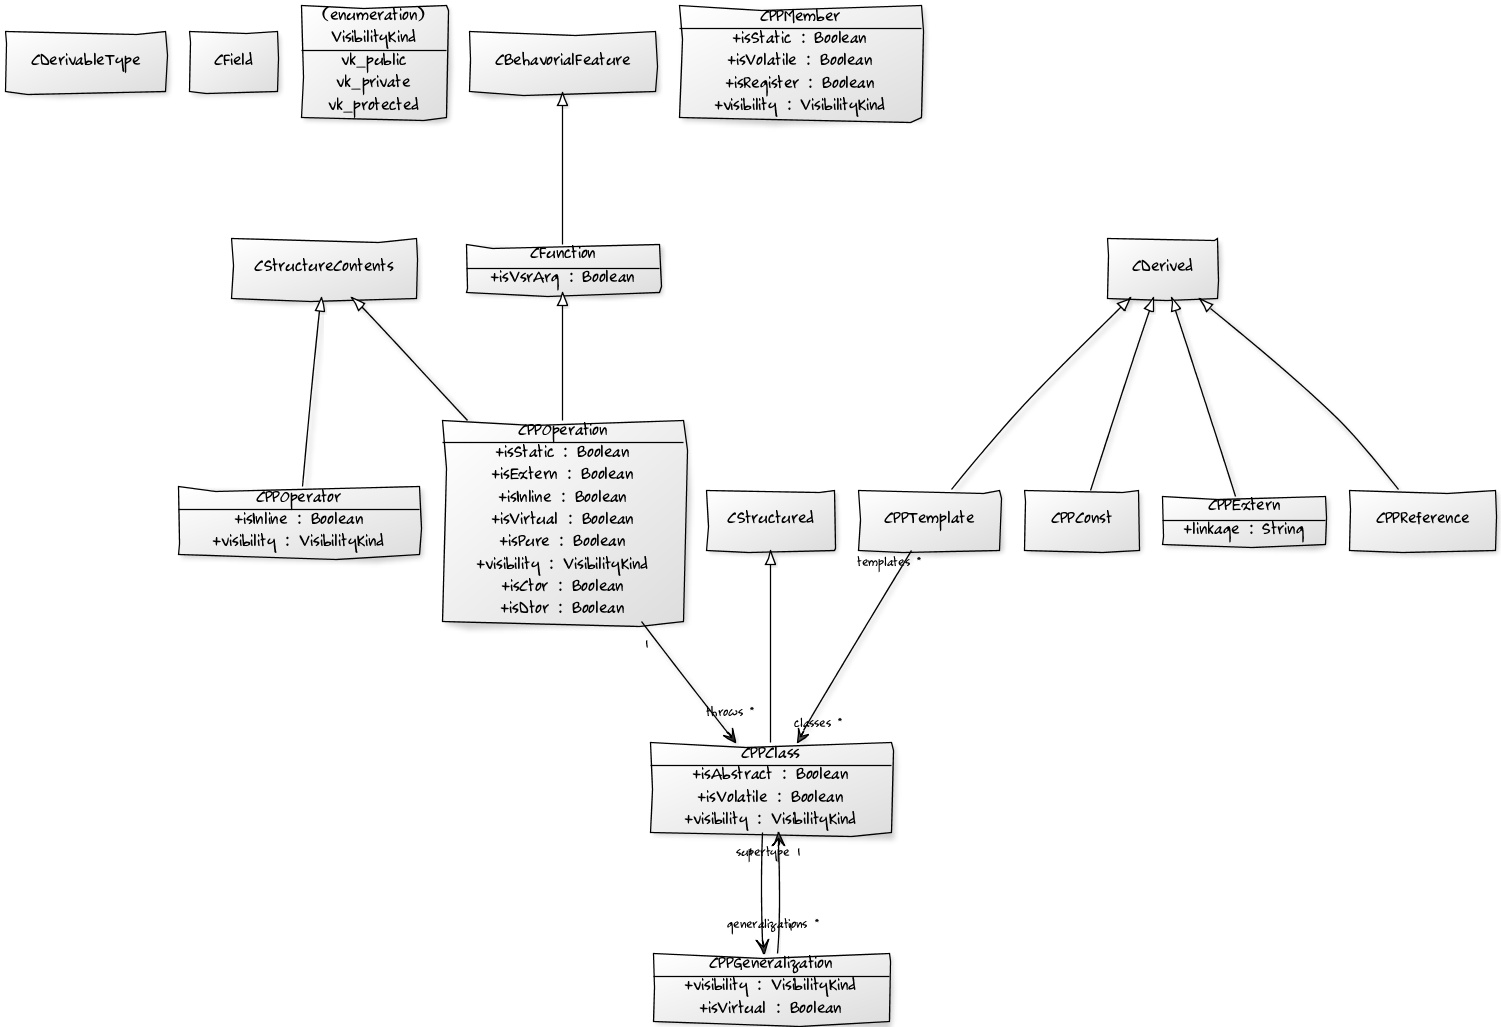 CDerivableType
CField
(enumeration)
VisibilityKind
vk_public
vk_private
vk_protected
CBehavorialFeature
CPPMember
+isStatic : Boolean
+isVolatile : Boolean
+isRegister : Boolean
+visibility : VisibilityKind
CStructureContents
CFunction
+isVsrArg : Boolean
CDerived
CPPOperator
+isInline : Boolean
+visibility : VisibilityKind
CPPOperation
+isStatic : Boolean
+isExtern : Boolean
+isInline : Boolean
+isVirtual : Boolean
+isPure : Boolean
+visibility : VisibilityKind
+isCtor : Boolean
+isDtor : Boolean
CStructured
CPPTemplate
CPPConst
CPPExtern
+linkage : String
CPPReference
templates *
1
throws *
classes *
CPPClass
+isAbstract : Boolean
+isVolatile : Boolean
+visibility : VisibilityKind
supertype 1
generalizations *
CPPGeneralization
+visibility : VisibilityKind
+isVirtual : Boolean